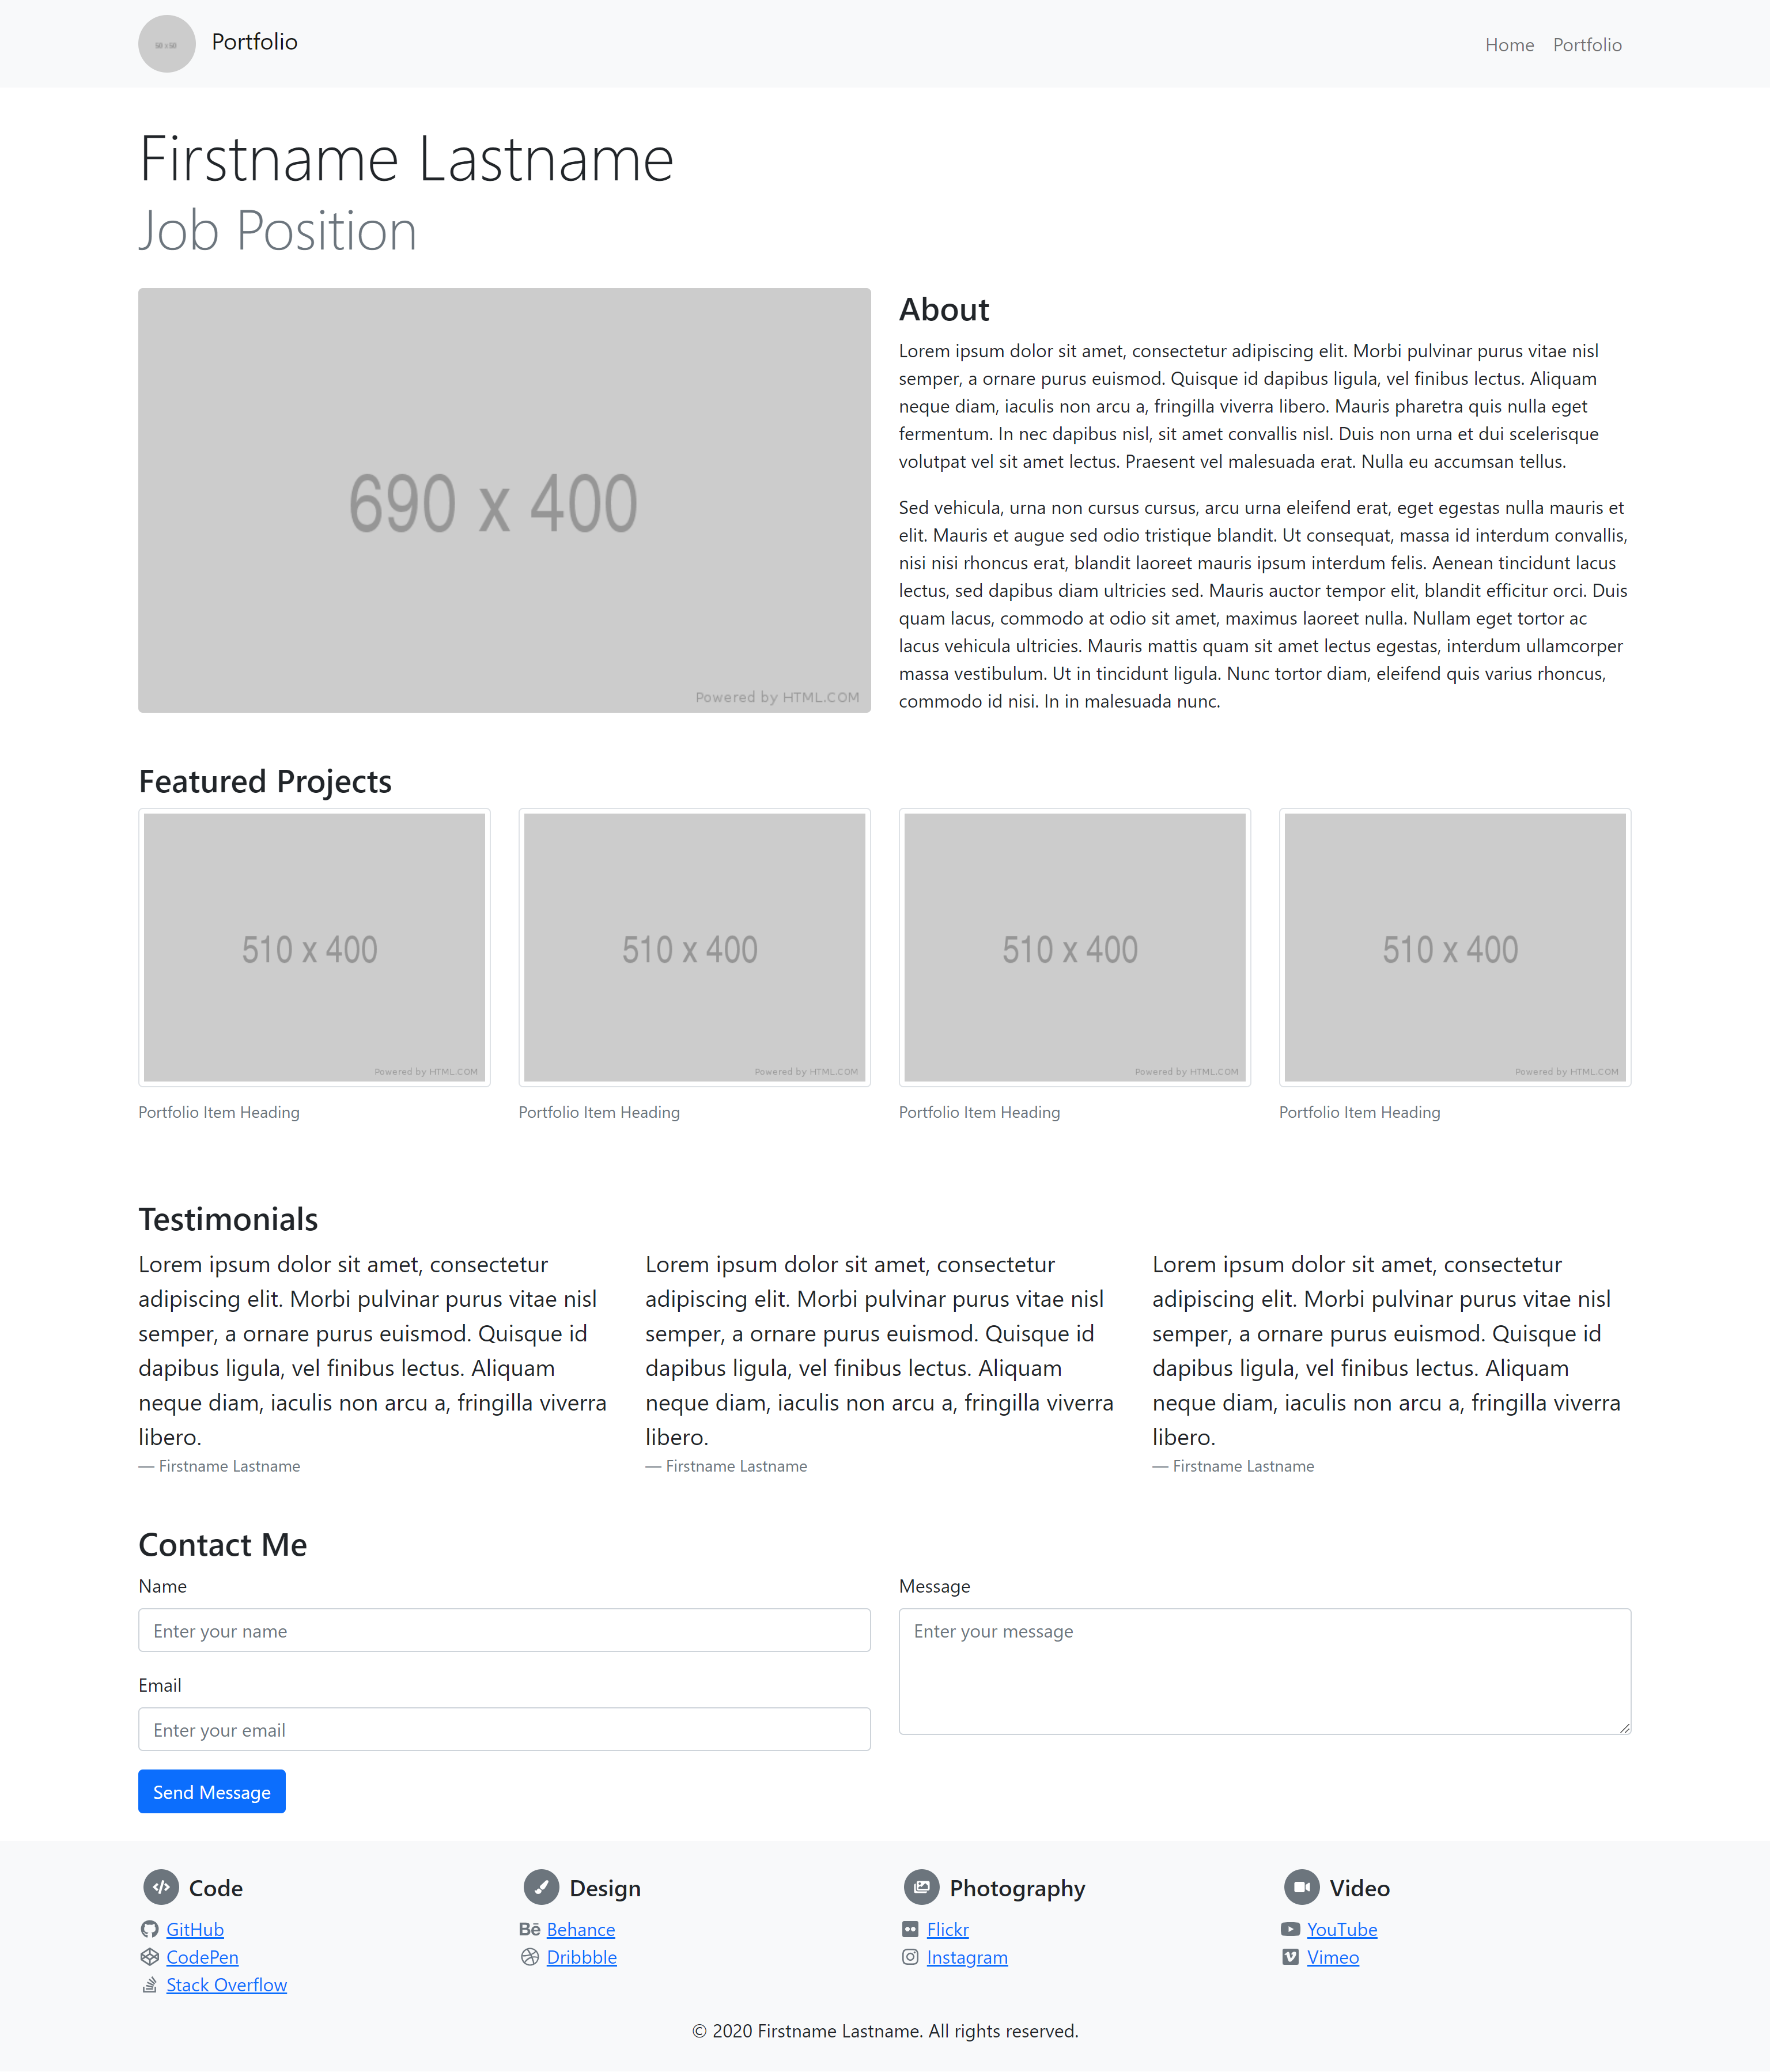 Portfolio
Home Portfolio
Firstname Lastname
Job Position
690 x 400
Powered by HTML.COM
About
Lorem ipsum dolor sit amet, consectetur adipiscing elit. Morbi pulvinar purus vitae nisl
semper, a ornare purus euismod. Quisque id dapibus ligula, vel finibus lectus. Aliquam
neque diam, iaculis non arcu a, fringilla viverra libero. Mauris pharetra quis nulla eget
fermentum. In nec dapibus nisl, sit amet convallis nisl. Duis non urna et dui scelerisque
volutpat vel sit amet lectus. Praesent vel malesuada erat. Nulla eu accumsan tellus.
Sed vehicula, urna non cursus cursus, arcu urna eleifend erat, eget egestas nulla mauris et
elit. Mauris et augue sed odio tristique blandit. Ut consequat, massa id interdum convallis,
nisi nisi rhoncus erat, blandit laoreet mauris ipsum interdum felis. Aenean tincidunt lacus
lectus, sed dapibus diam ultricies sed. Mauris auctor tempor elit, blandit efficitur orci. Duis
quam lacus, commodo at odio sit amet, maximus laoreet nulla. Nullam eget tortor ac
lacus vehicula ultricies. Mauris mattis quam sit amet lectus egestas, interdum ullamcorper
massa vestibulum. Ut in tincidunt ligula. Nunc tortor diam, eleifend quis varius rhoncus,
commodo id nisi. In in malesuada nunc.
Featured Projects
510 x 400
Powered by HTML.COM
Portfolio Item Heading
510 x 400
Powered by HTML.COM
Portfolio Item Heading
510 x 400
Powered by HTML.COM
Portfolio Item Heading
510 x 400
Powered by HTML.COM
Portfolio Item Heading
Testimonials
Lorem ipsum dolor sit amet, consectetur
adipiscing elit. Morbi pulvinar purus vitae nisl
semper, a ornare purus euismod. Quisque id
dapibus ligula, vel finibus lectus. Aliquam
neque diam, iaculis non arcu a, fringilla viverra
libero.
— Firstname Lastname
Lorem ipsum dolor sit amet, consectetur
adipiscing elit. Morbi pulvinar purus vitae nisl
semper, a ornare purus euismod. Quisque id
dapibus ligula, vel finibus lectus. Aliquam
neque diam, iaculis non arcu a, fringilla viverra
libero.
— Firstname Lastname
Lorem ipsum dolor sit amet, consectetur
adipiscing elit. Morbi pulvinar purus vitae nisl
semper, a ornare purus euismod. Quisque id
dapibus ligula, vel finibus lectus. Aliquam
neque diam, iaculis non arcu a, fringilla viverra
libero.
— Firstname Lastname
Contact Me
Name
Enter your name
Email
Enter your email
Message
Enter your message
Send Message
Code
GitHub
CodePen
Stack Overflow
Design
Bē Behance
Dribbble
Photography
Flickr
Instagram
Video
YouTube
Vimeo
© 2020 Firstname Lastname. All rights reserved.